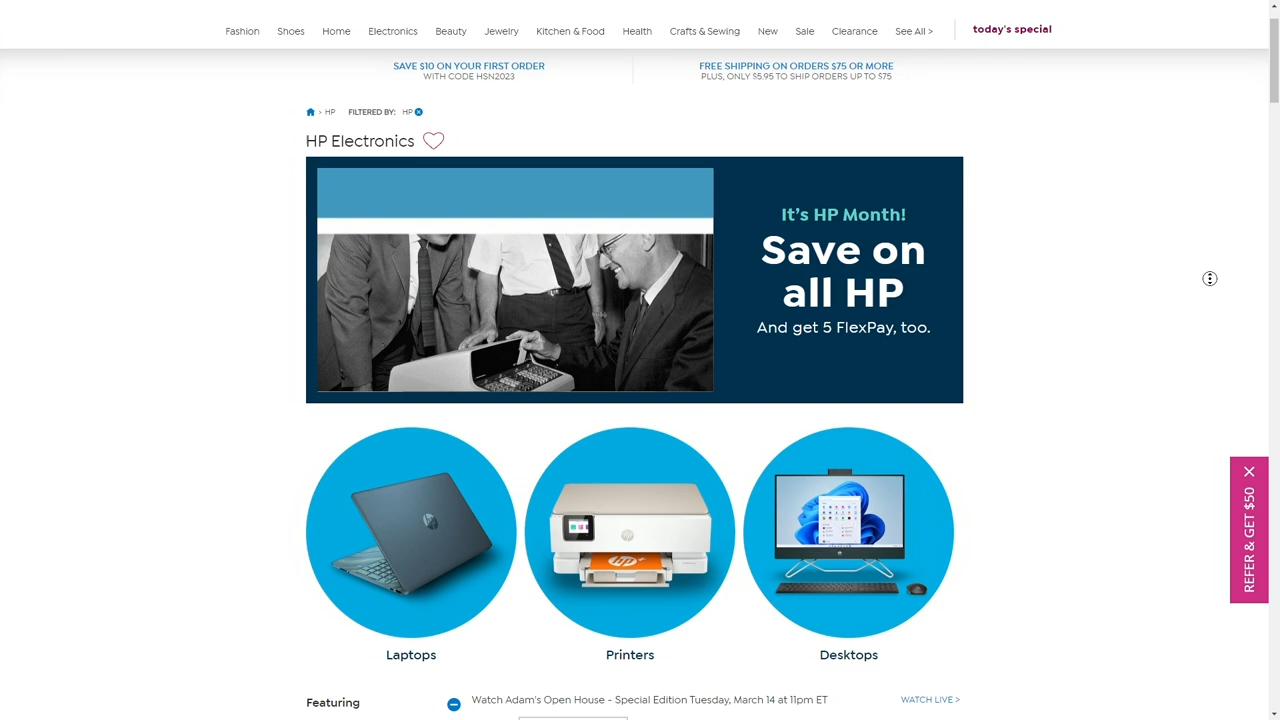 Fashion Shoes Home Electronics Beauty Jewelry Kitchen & Food Health Crafts & Sewing New Sale Clearance See All > today's special
SAVE $10 ON YOUR FIRST ORDER
WITH CODE HSN2023
FREE SHIPPING ON ORDERS $75 OR MORE
PLUS, ONLY $5.95 TO SHIP ORDERS UP TO $75
> HP FILTERED BY: HP
HP Electronics
It's HP Month!
Save on
all HP
And get 5 FlexPay, too.
REFER & GET $50
Laptops Printers Desktops
Featuring
Watch Adam's Open House - Special Edition Tuesday, March 14 at 11pm ET WATCH LIVE >